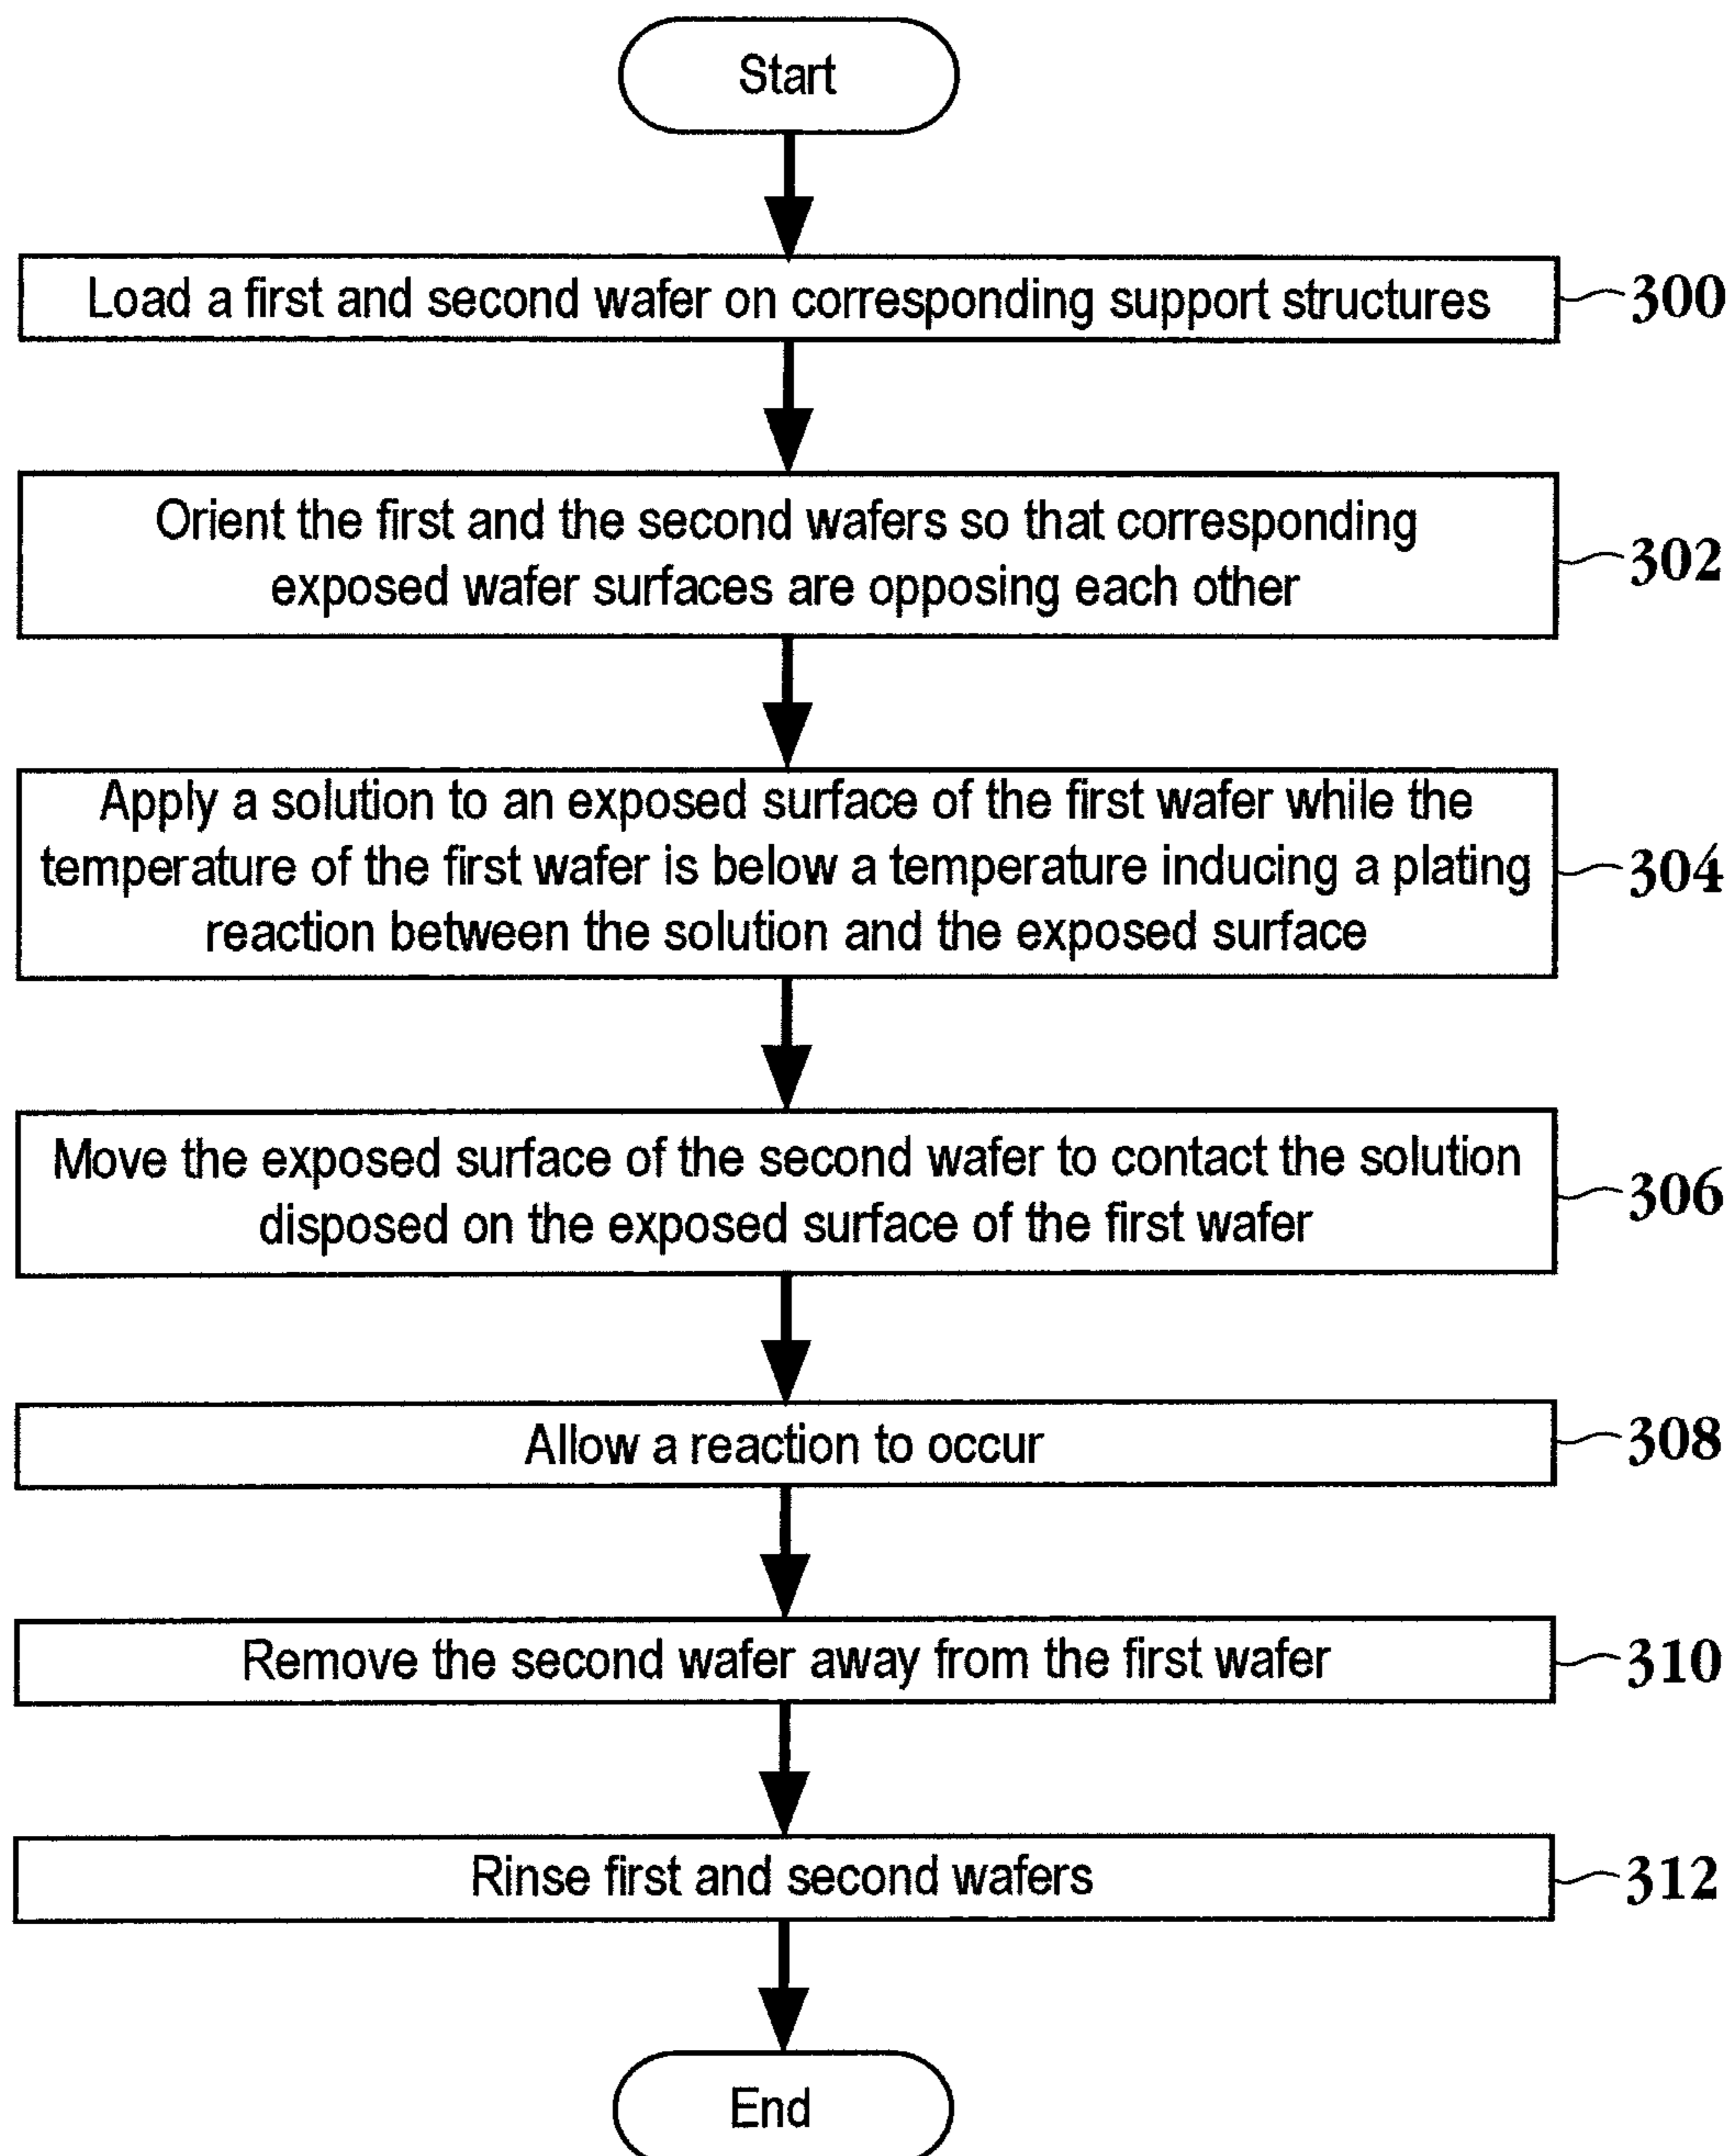 Start
Load a first and second wafer on corresponding support structures
300
Orient the first and the second wafers so that corresponding
exposed wafer surfaces are opposing each other
302
Apply a solution to an exposed surface of the first wafer while the
temperature of the first wafer is below a temperature inducing a plating
reaction between the solution and the exposed surface
304
Move the exposed surface of the second wafer to contact the solution
disposed on the exposed surface of the first wafer
306
Allow a reaction to occur
308
Remove the second wafer away from the first wafer
310
Rinse first and second wafers
312
End